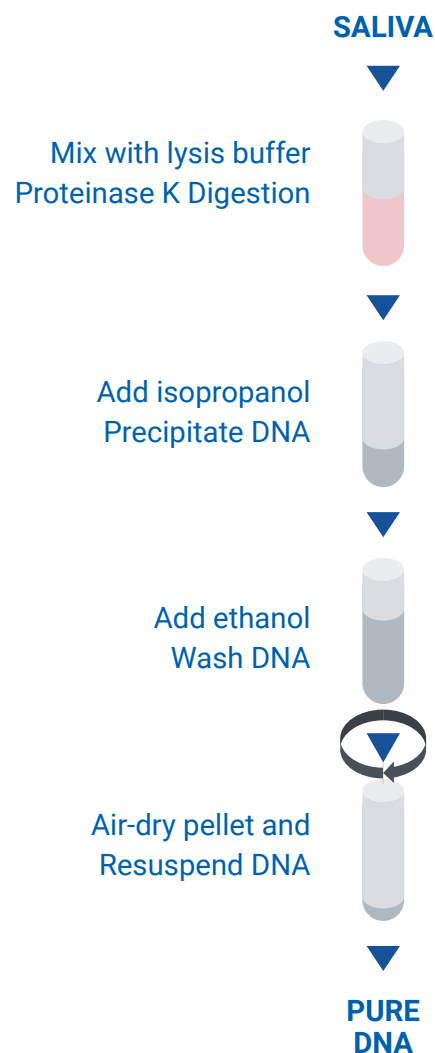 SALIVA
Mix with lysis buffer
Proteinase K Digestion
Add isopropanol
Precipitate DNA
Add ethanol
Wash DNA
Air-dry pellet and
Resuspend DNA
PURE
DNA